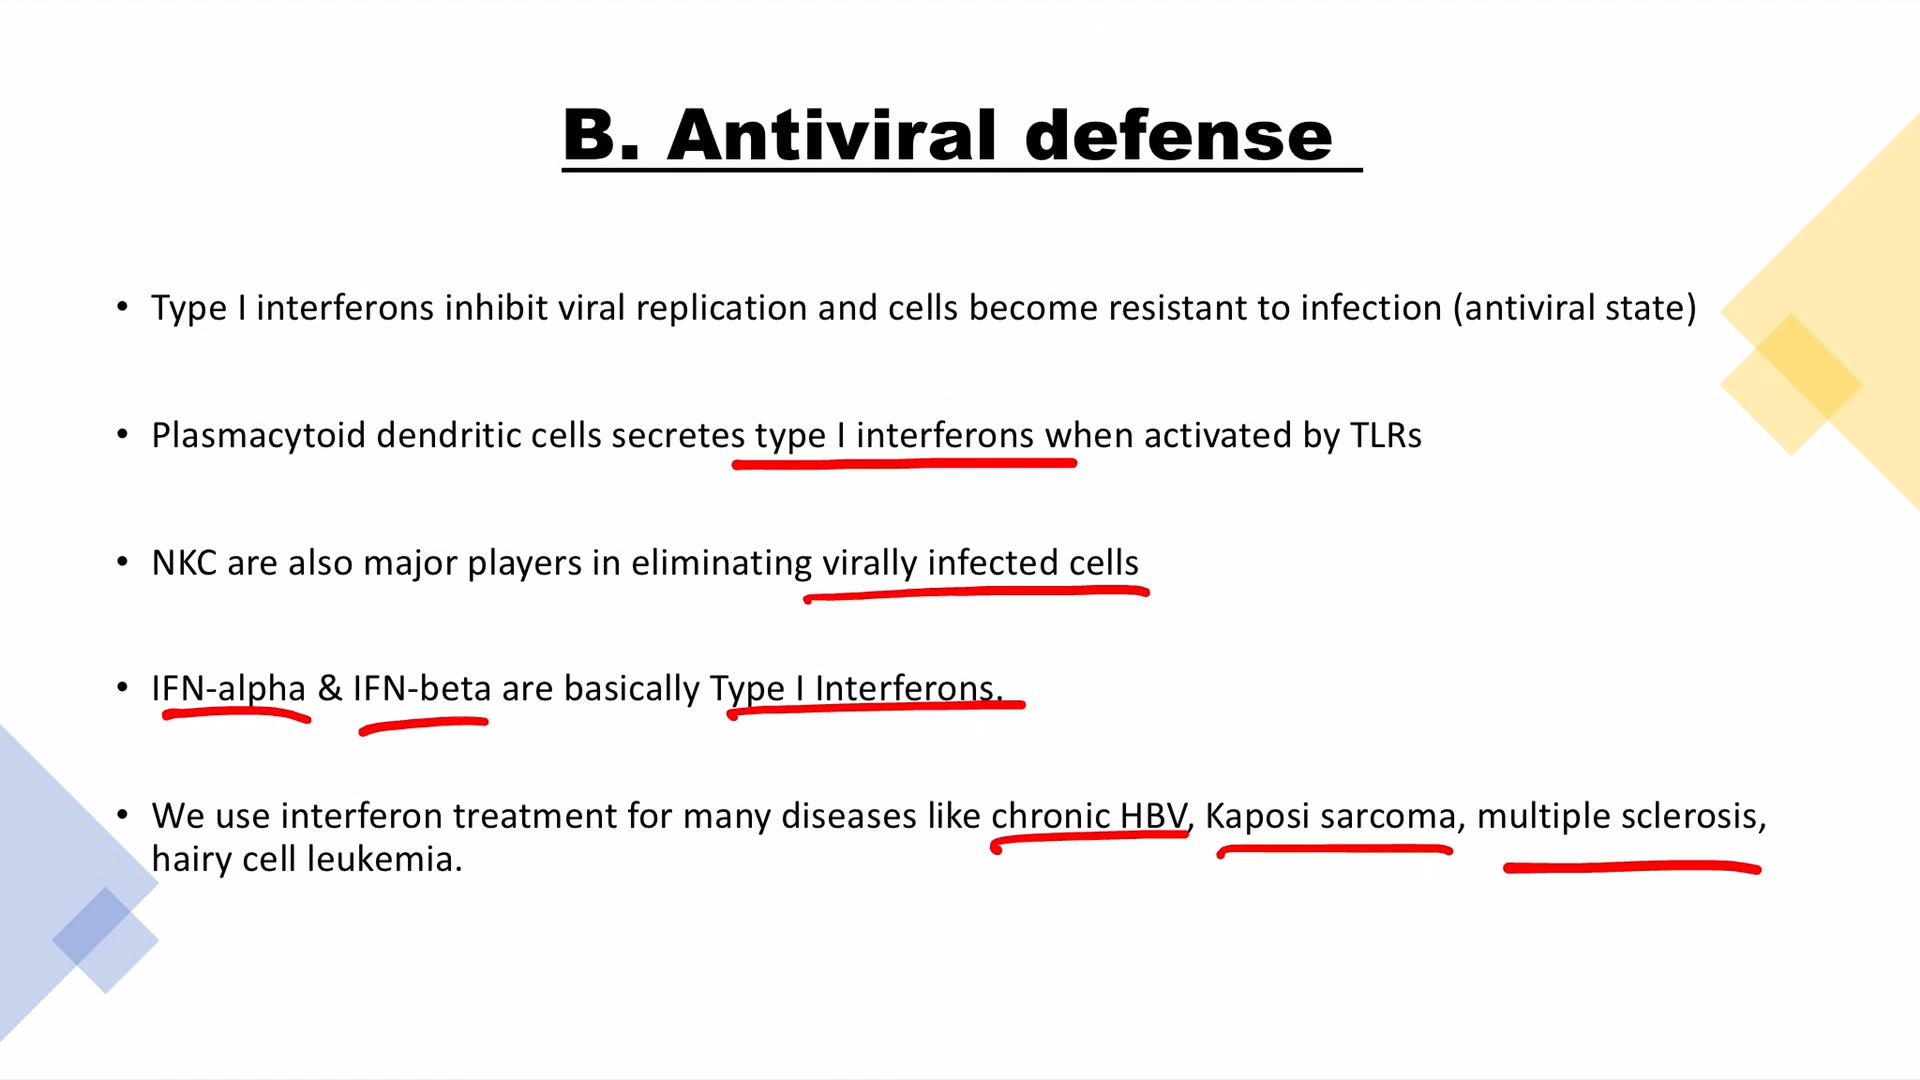 B. Antiviral defense
• Type I interferons inhibit viral replication and cells become resistant to infection (antiviral state)
• Plasmacytoid dendritic cells secretes type I interferons when activated by TLRs
• NKC are also major players in eliminating virally infected cells
• IFN-alpha & IFN-beta are basically Type I Interferons.
• We use interferon treatment for many diseases like chronic HBV, Kaposi sarcoma, multiple sclerosis,
hairy cell leukemia.